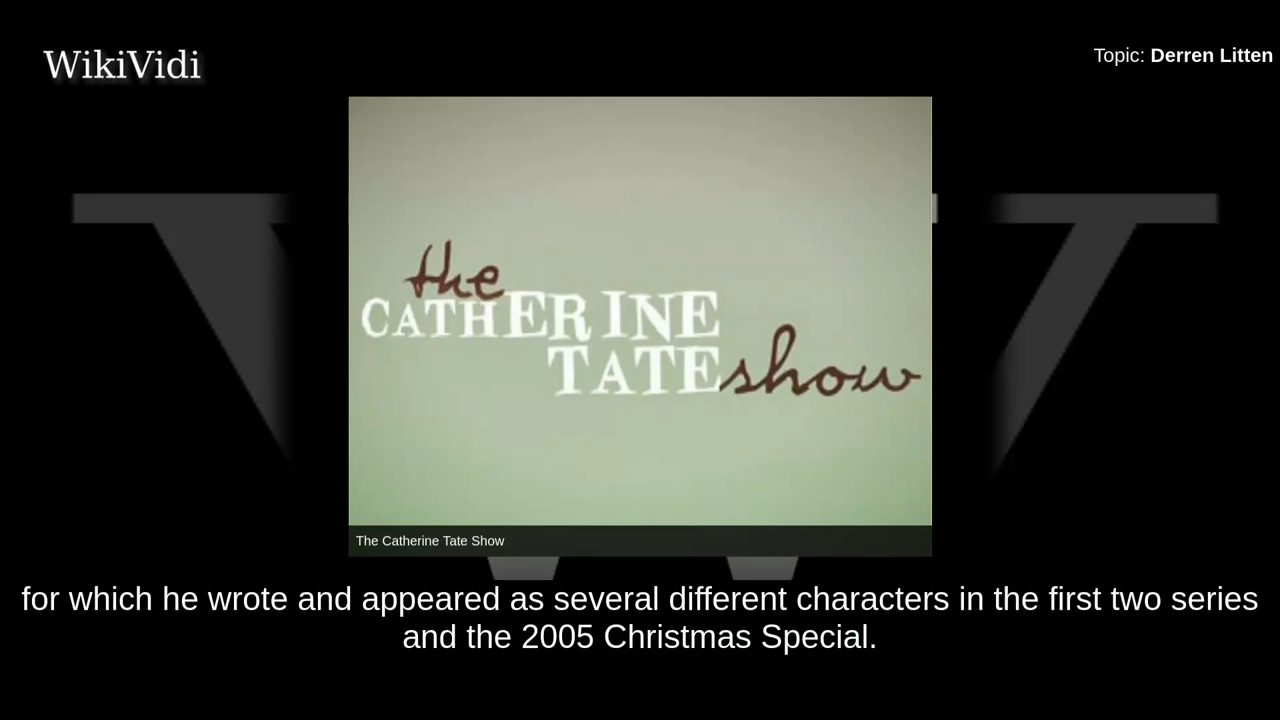 WikiVidi
Topic: Derren Litten
the
CATHERINE
TATE show
The Catherine Tate Show
for which he wrote and appeared as several different characters in the first two series
and the 2005 Christmas Special.